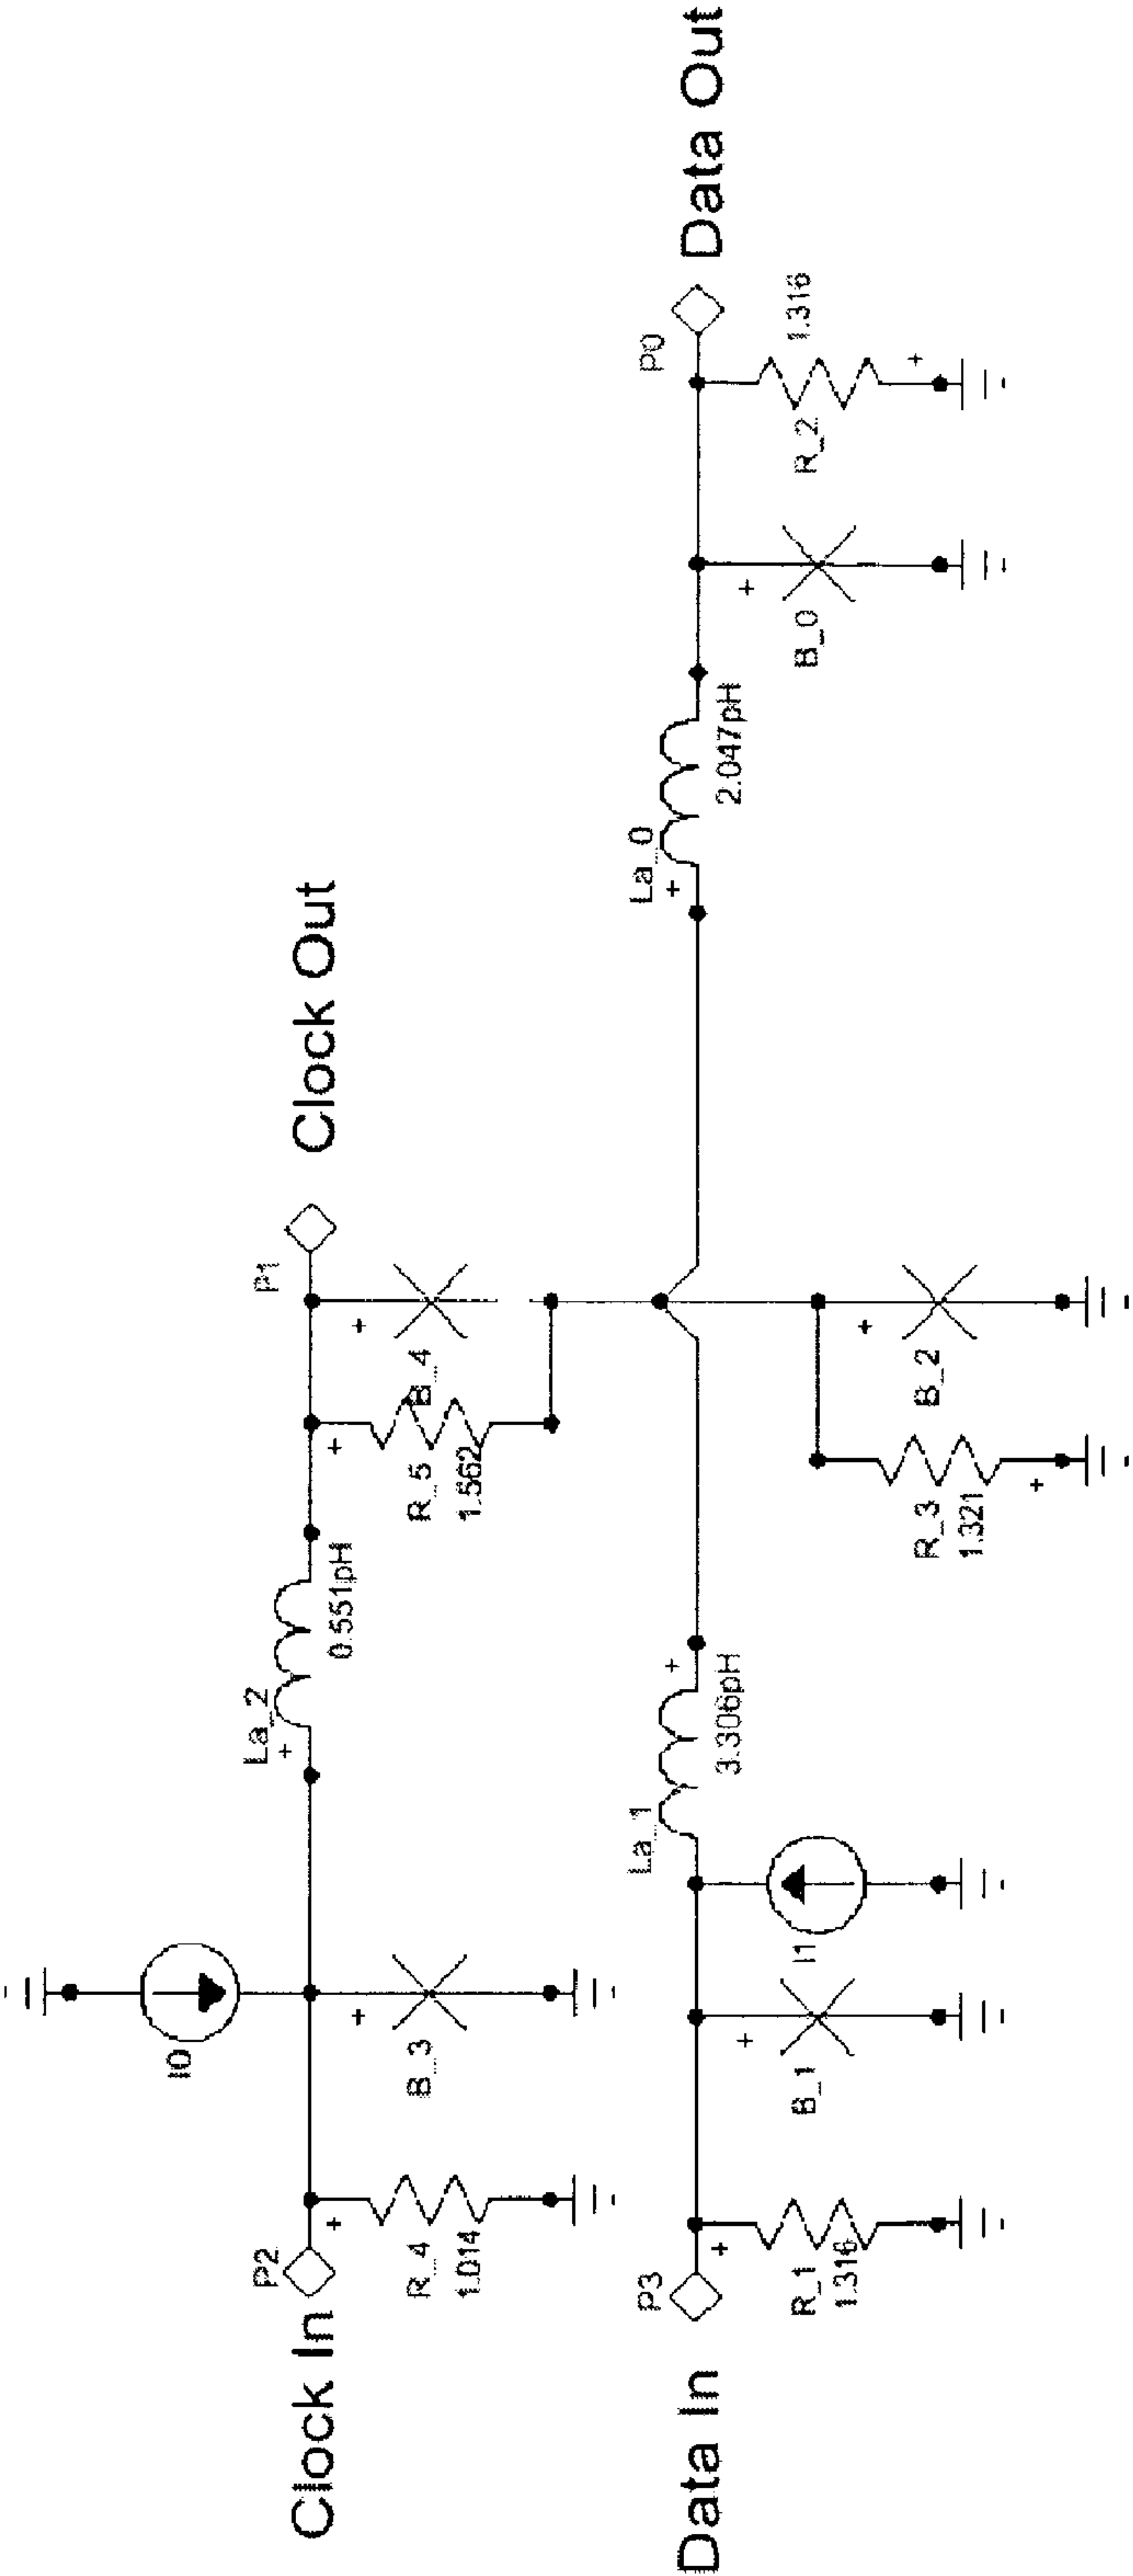 Clock In
P2
R_4
1.014
I0
B_3
La_2
+
0.551pH
R_5
1.562
B_4
P1
Clock Out
Data In
P3
R_1
1.316
B_1
I1
La_1
+
3.306pH
R_3
1.321
B_2
La_0
+
2.047pH
B_0
R_2
1.316
P0
Data Out
+
+
+
+
+
+
+
+
+
+